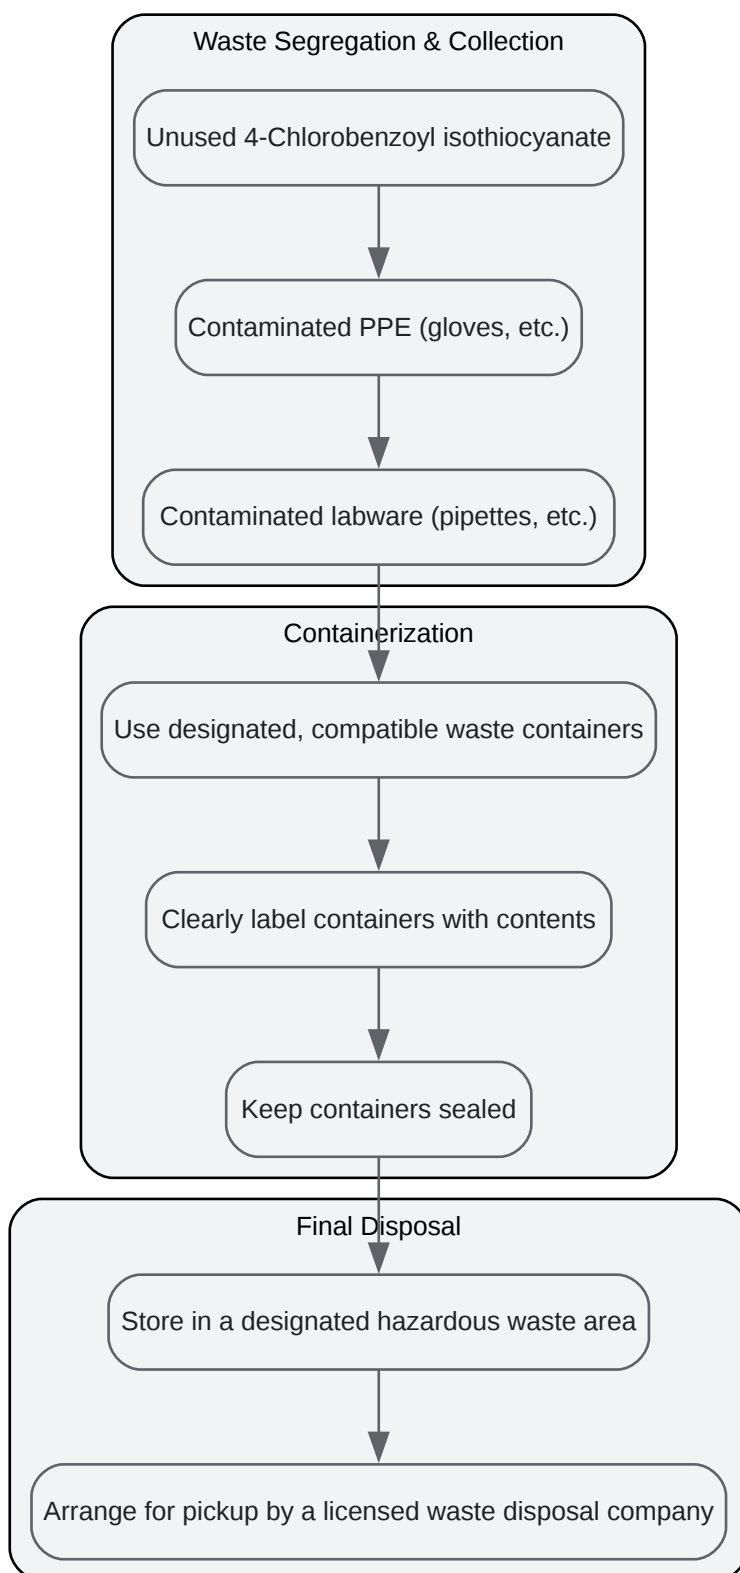 Waste Segregation & Collection
Unused 4-Chlorobenzoyl isothiocyanate
Contaminated PPE (gloves, etc.)
Contaminated labware (pipettes, etc.)
Containerization
Use designated, compatible waste containers
Clearly label containers with contents
Keep containers sealed
Final Disposal
Store in a designated hazardous waste area
Arrange for pickup by a licensed waste disposal company